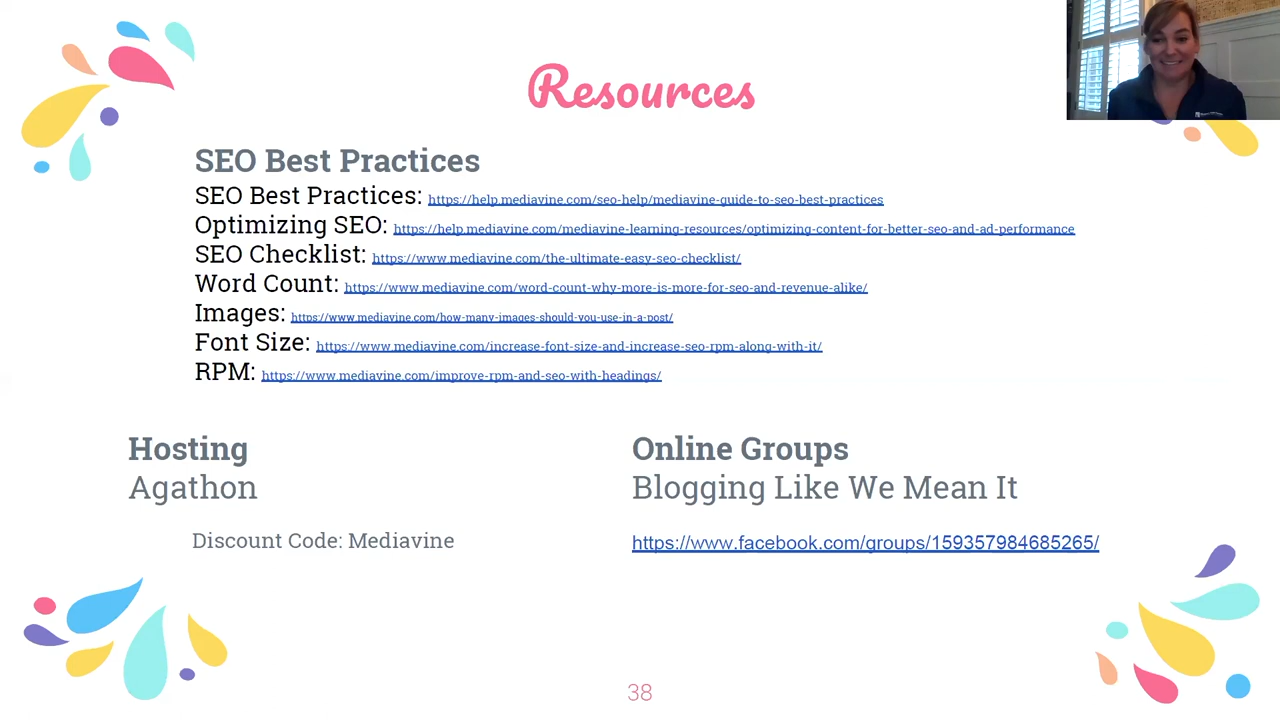 Resources
SEO Best Practices
SEO Best Practices: https://help.mediavine.com/seo-help/mediavine-guide-to-seo-best-practices
Optimizing SEO: https://help.mediavine.com/mediavine-learning-resources/optimizing-content-for-better-seo-and-ad-performance
SEO Checklist: https://www.mediavine.com/the-ultimate-easy-seo-checklist/
Word Count: https://www.mediavine.com/word-count-why-more-is-more-for-seo-and-revenue-alike/
Images: https://www.mediavine.com/how-many-images-should-you-use-in-a-post/
Font Size: https://www.mediavine.com/increase-font-size-and-increase-seo-rpm-along-with-it/
RPM: https://www.mediavine.com/improve-rpm-and-seo-with-headings/
Hosting
Agathon
Discount Code: Mediavine
Online Groups
Blogging Like We Mean It
https://www.facebook.com/groups/159357984685265/
38